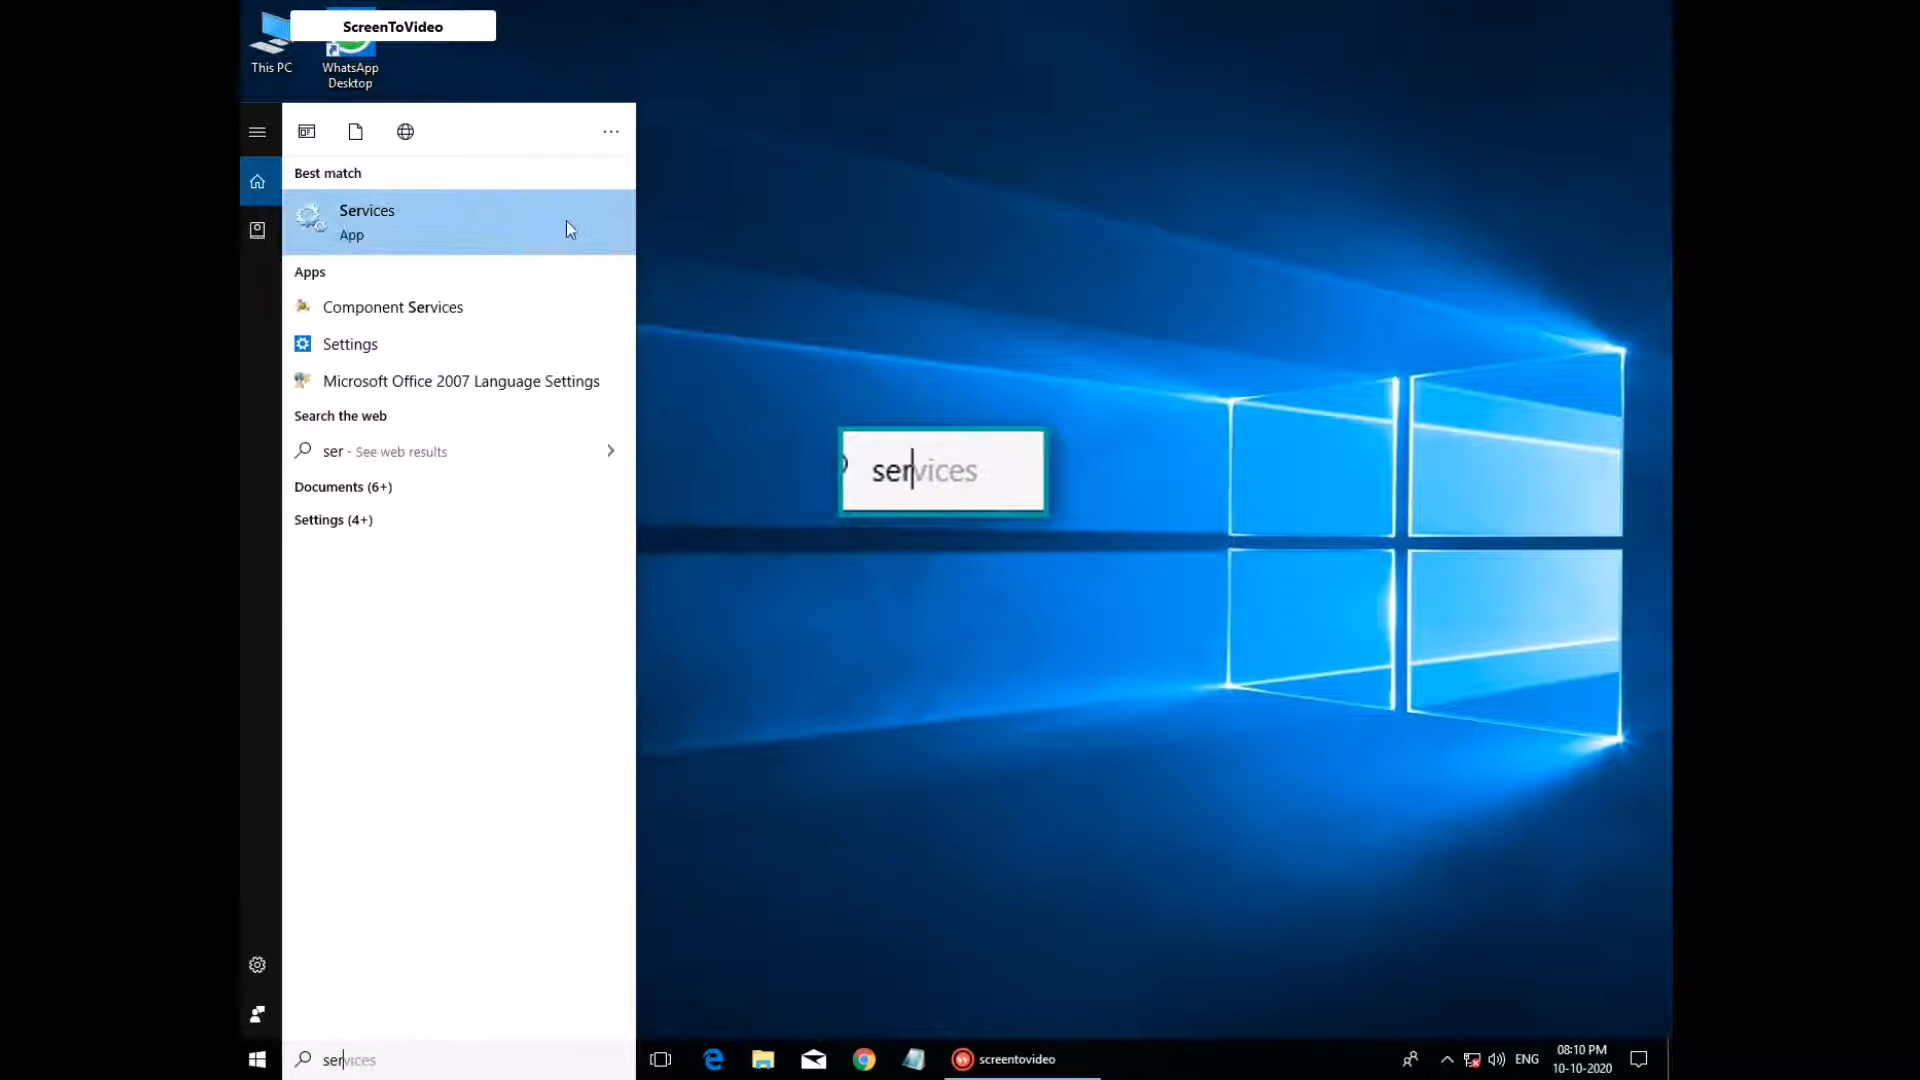 ScreenToVideo
This PC
WhatsApp
Desktop
Best match
Services
App
Apps
Component Services
Settings
Microsoft Office 2007 Language Settings
Search the web
ser - See web results
Documents (6+)
Settings (4+)
services
services
screentovideo
ENG
08:10 PM
10-10-2020